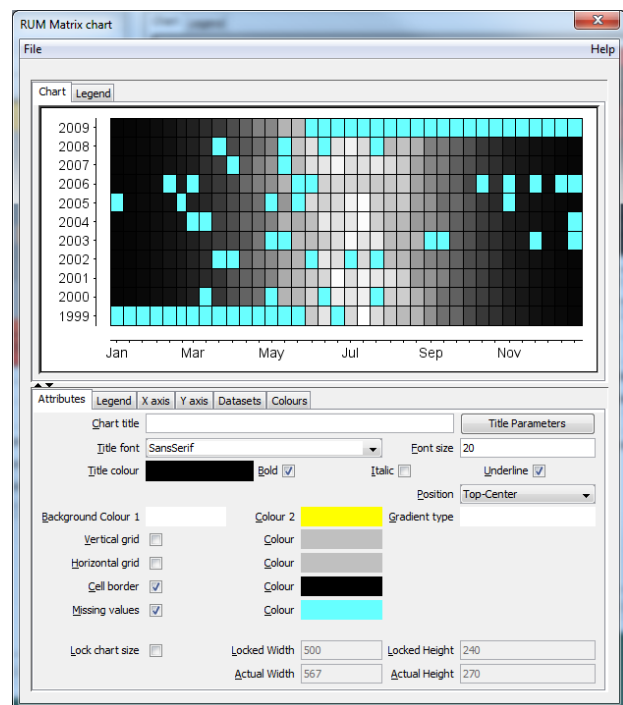 RUM Matrix chart
File Help
Chart Legend
2009
2008
2007
2006
2005
2004
2003
2002
2001
2000
1999
Jan Mar May Jul Sep Nov
Attributes Legend X axis Y axis Datasets Colours
Chart title Title Parameters
Title font SansSerif Font size 20
Title colour Bold Italic Underline
Position Top-Center
Background Colour 1 Colour 2 Gradient type
Vertical grid Colour
Horizontal grid Colour
Cell border Colour
Missing values Colour
Lock chart size Locked Width 500 Locked Height 240
Actual Width 567 Actual Height 270